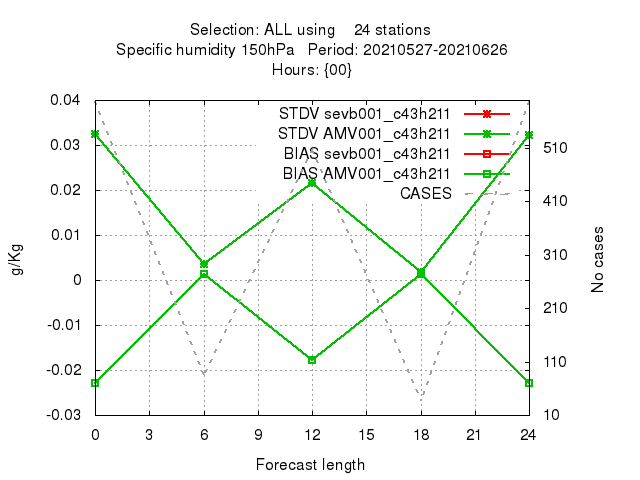 Selection: ALL using    24 stations
Specific humidity 150hPa   Period: 20210527-20210626
Hours: {00}
STDV sevb001_c43h211
STDV AMV001_c43h211
BIAS sevb001_c43h211
BIAS AMV001_c43h211
CASES
0.04
0.03
0.02
0.01
0
-0.01
-0.02
-0.03
g/Kg
510
410
310
210
110
10
No cases
0 3 6 9 12 15 18 21 24
Forecast length